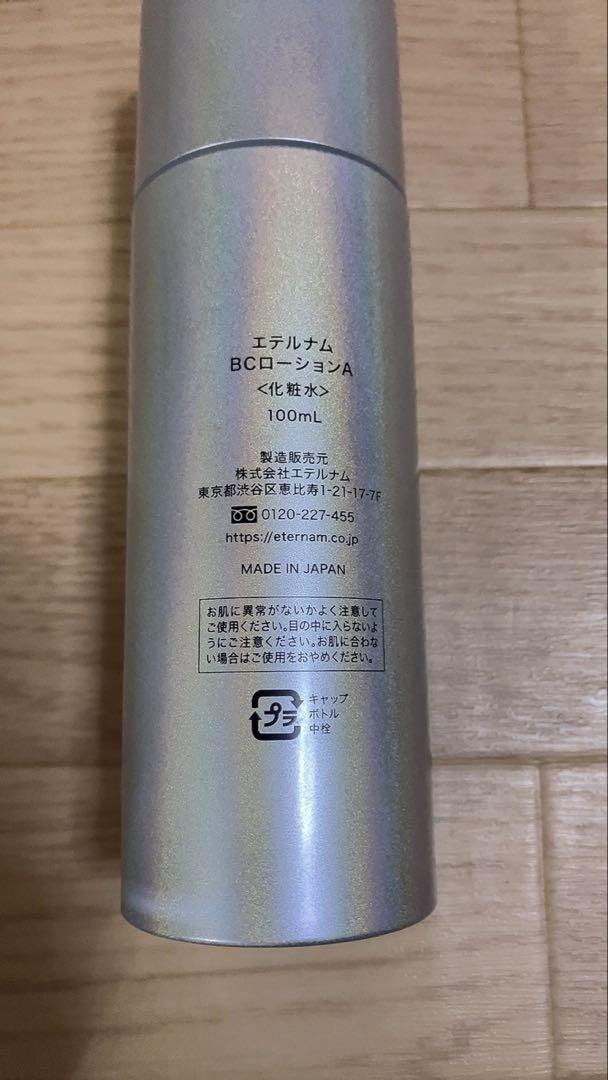 エテルナム
BCローションA
<化粧水>
100mL
製造販売元
株式会社エテルナム
東京都渋谷区恵比寿1-21-17-7F
0120-227-455
https://eternam.co.jp
MADE IN JAPAN
お肌に異常がないかよく注意して
ご使用ください。目の中に入らないよ
うにご注意ください。お肌に合わな
い場合はご使用をおやめください。
プラ
キャップ
ボトル
中栓